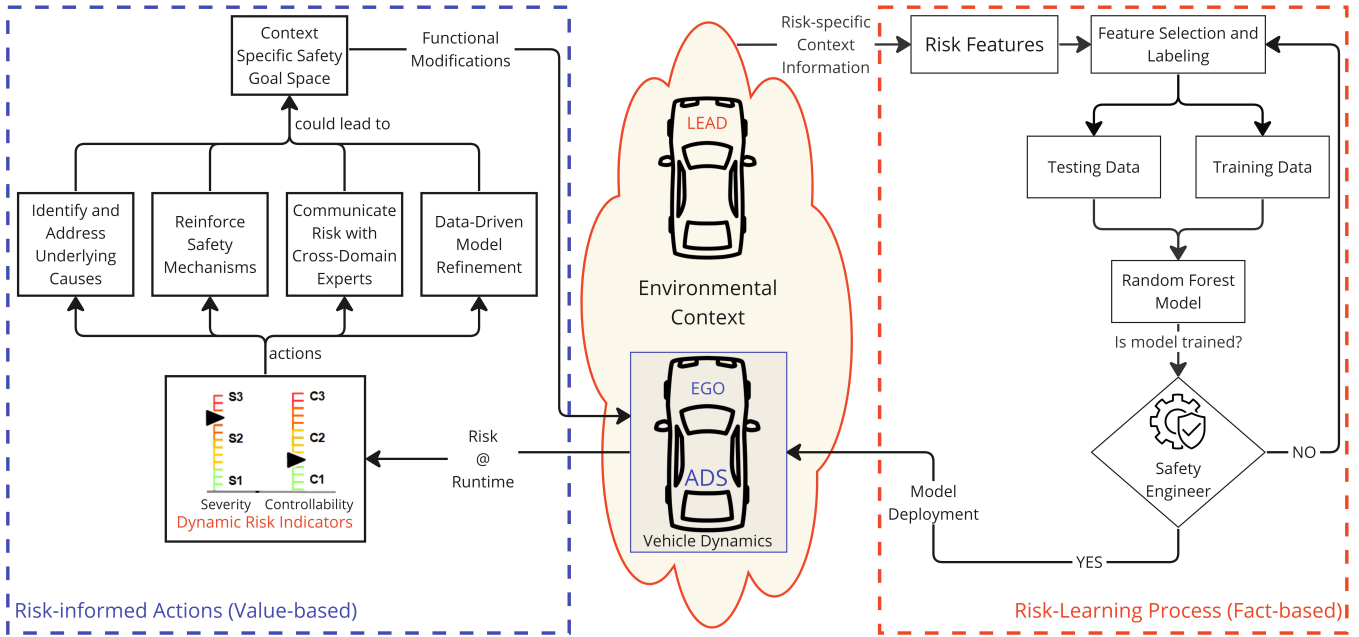 Context
Specific Safety
Goal Space
Functional
Modifications
could lead to
Identify and
Address
Underlying
Causes
Reinforce
Safety
Mechanisms
Communicate
Risk with
Cross-Domain
Experts
Data-Driven
Model
Refinement
actions
S3
S2
S1
C3
C2
C1
Severity
Controllability
Dynamic Risk Indicators
Risk
@
Runtime
Risk-informed Actions (Value-based)
LEAD
Environmental
Context
EGO
ADS
Vehicle Dynamics
Risk-specific
Context
Information
Risk Features
Feature Selection and
Labeling
Testing Data
Training Data
Random Forest
Model
Is model trained?
Safety
Engineer
NO
YES
Model
Deployment
Risk-Learning Process (Fact-based)